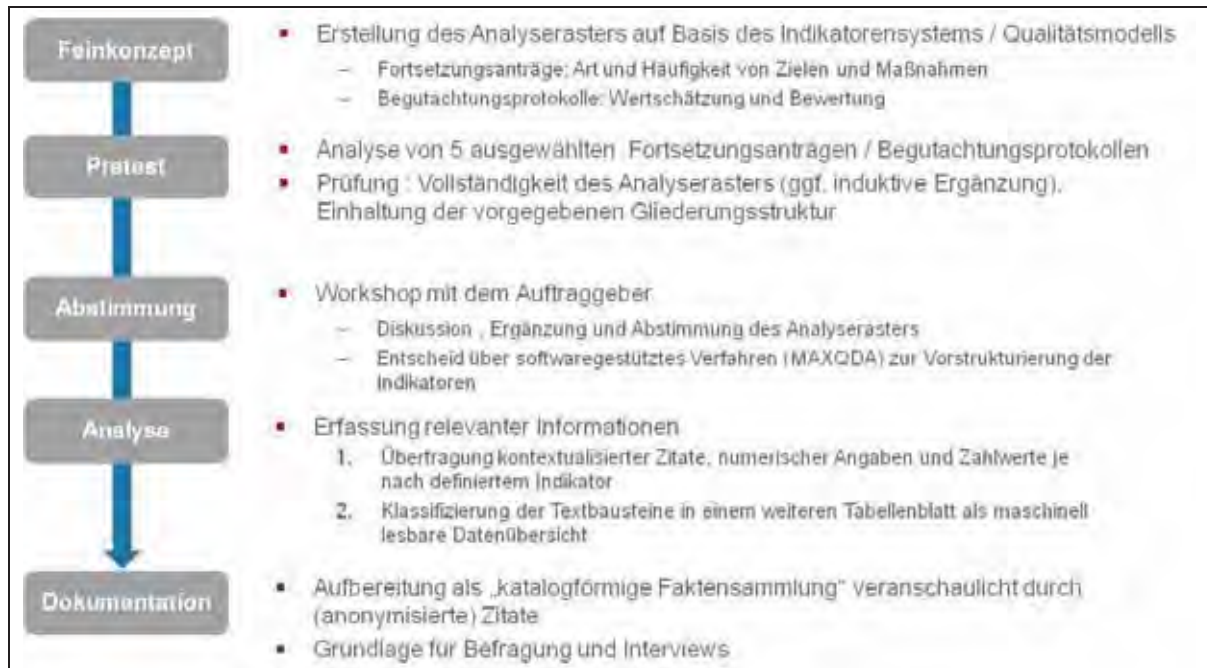 Feinkonzept
▪ Erstellung des Analyserasters auf Basis des Indikatorensystems / Qualitätsmodells
– Fortsetzungsanträge: Art und Häufigkeit von Zielen und Maßnahmen
– Begutachtungsprotokolle: Wertschätzung und Bewertung
Pretest
▪ Analyse von 5 ausgewählten Fortsetzungsanträgen / Begutachtungsprotokollen
▪ Prüfung : Vollständigkeit des Analyserasters (ggf. induktive Ergänzung),
Einhaltung der vorgegebenen Gliederungsstruktur
Abstimmung
▪ Workshop mit dem Auftraggeber
– Diskussion , Ergänzung und Abstimmung des Analyserasters
– Entscheid über softwaregestütztes Verfahren (MAXQDA) zur Vorstrukturierung der
Indikatoren
Analyse
▪ Erfassung relevanter Informationen
1. Übertragung kontextualisierter Zitate, numerischer Angaben und Zahlwerte je
nach definiertem Indikator
2. Klassifizierung der Textbausteine in einem weiteren Tabellenblatt als maschinell
lesbare Datenübersicht
Dokumentation
▪ Aufbereitung als „katalogförmige Faktensammlung“ veranschaulicht durch
(anonymisierte) Zitate
▪ Grundlage für Befragung und Interviews